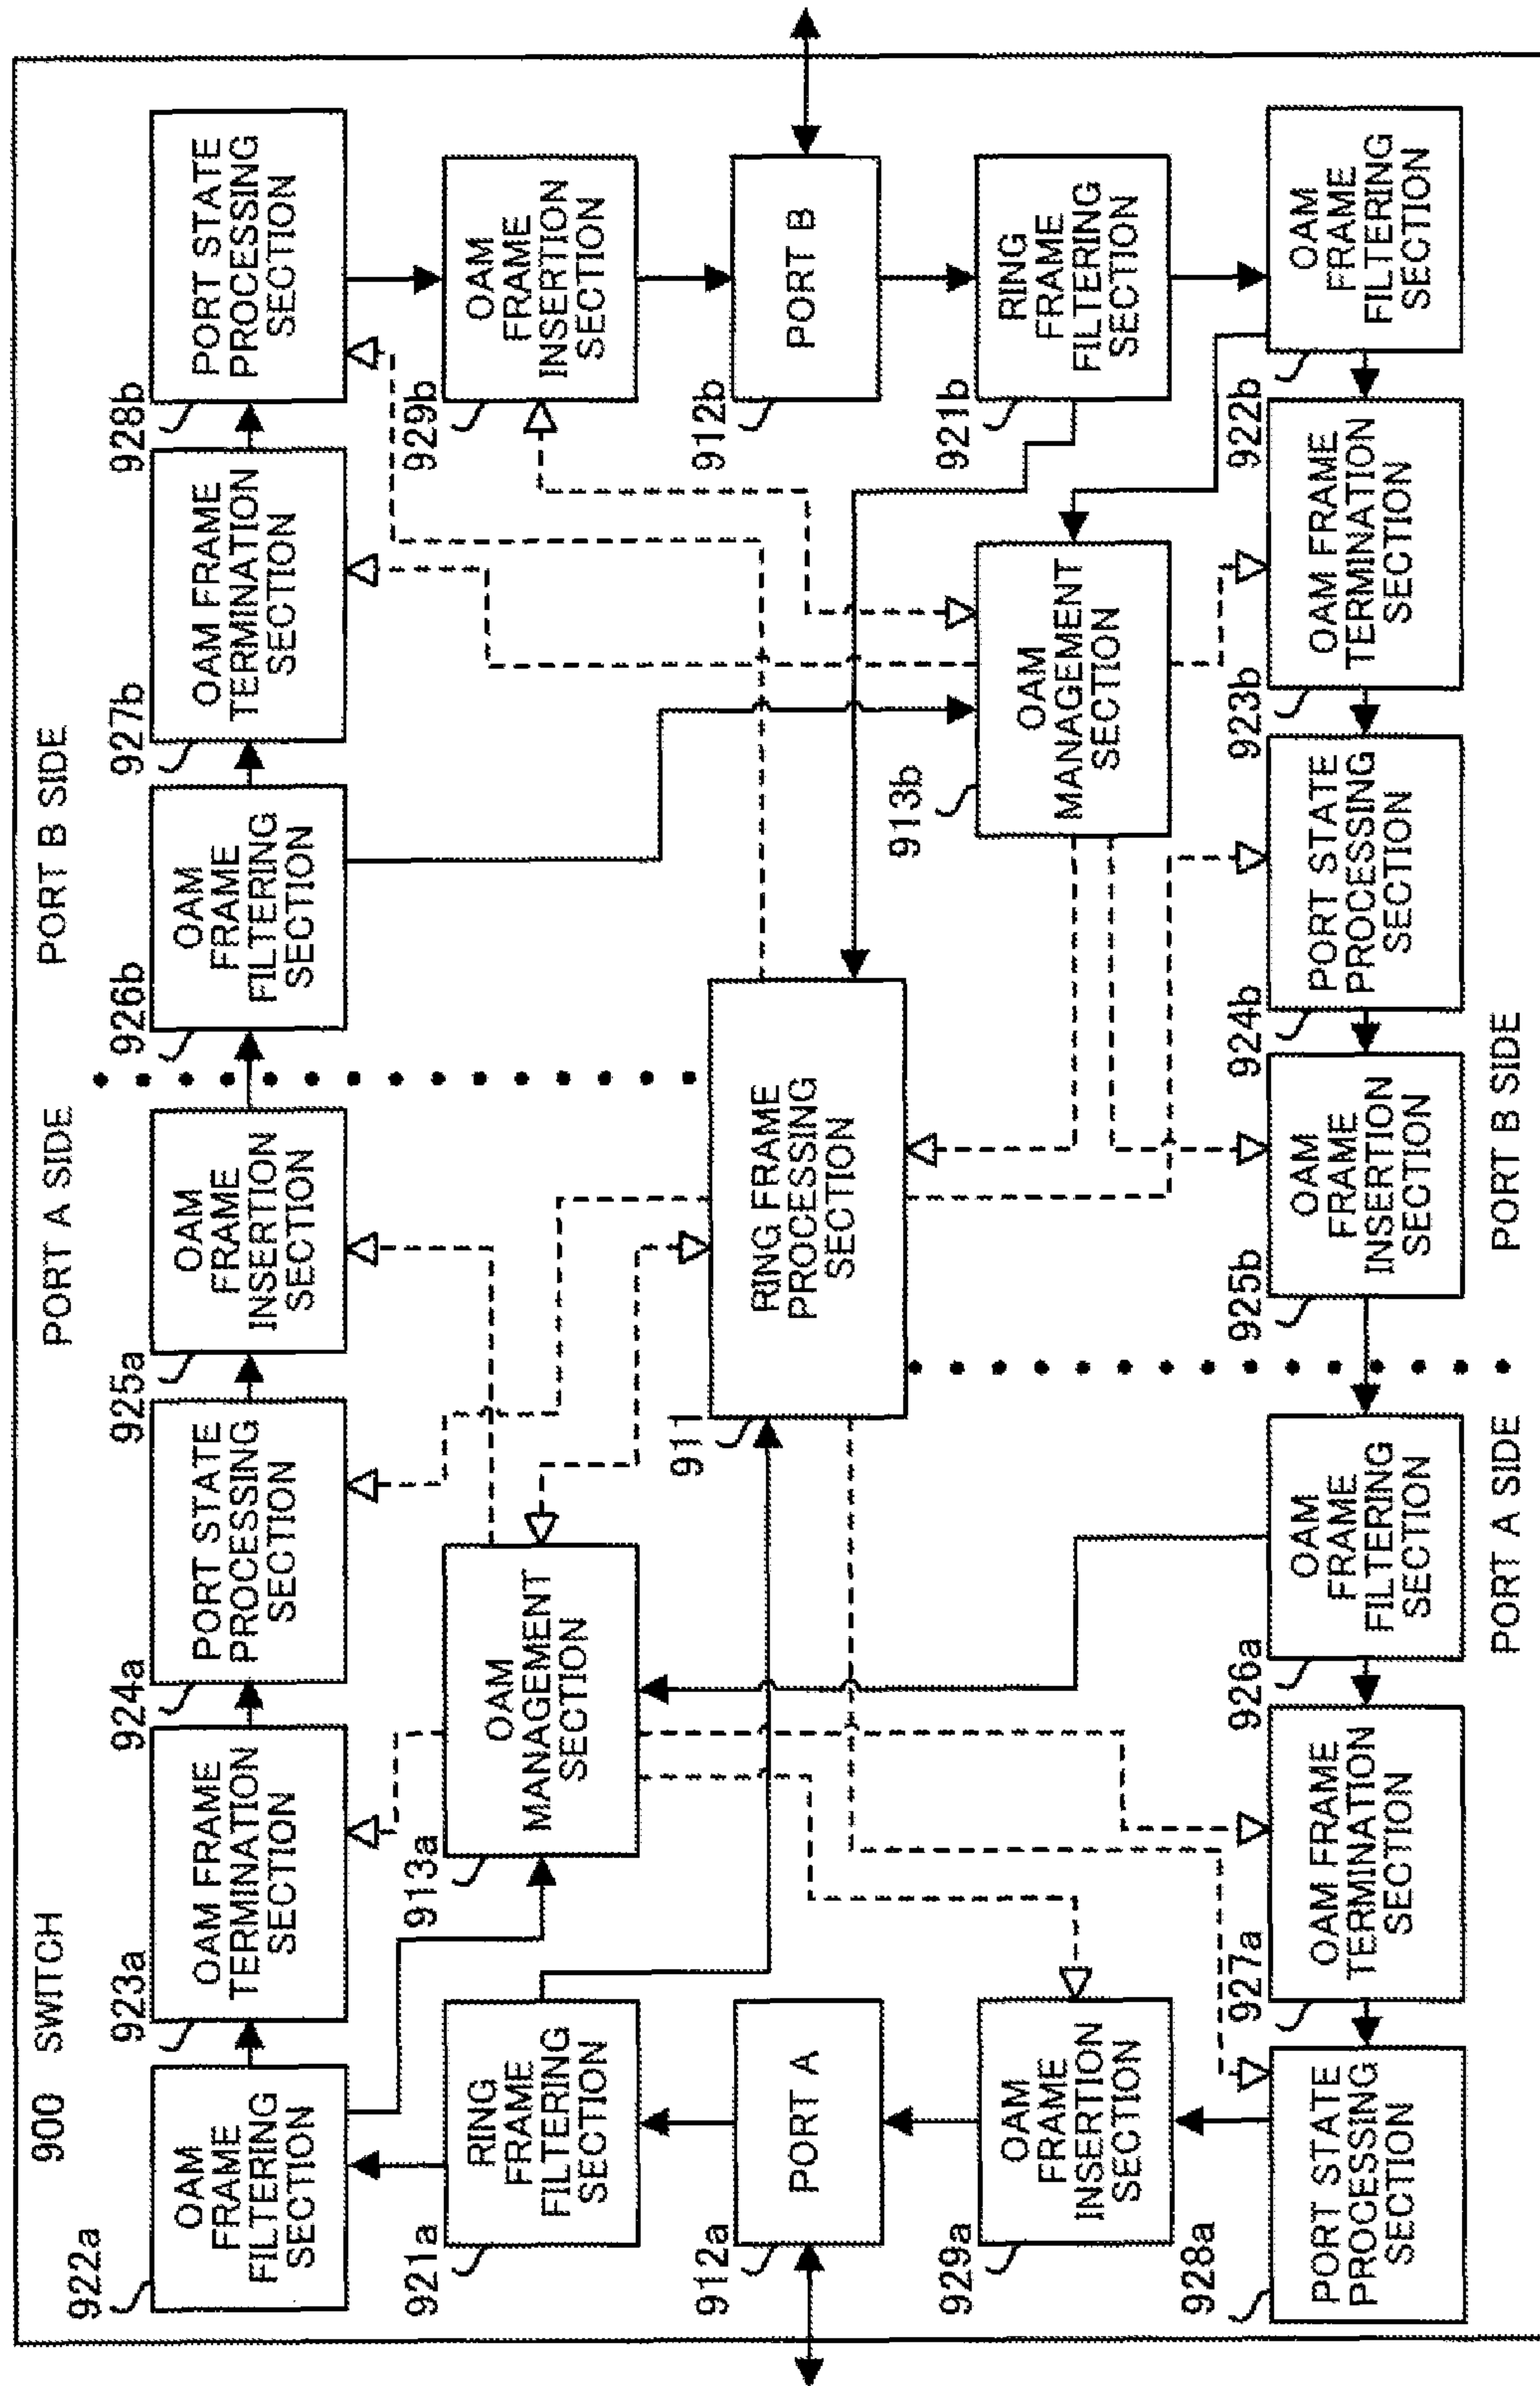 900 SWITCH
PORT A SIDE
PORT B SIDE
922a
OAM
FRAME
FILTERING
SECTION
923a
OAM FRAME
TERMINATION
SECTION
924a
PORT STATE
PROCESSING
SECTION
925a
OAM
FRAME
INSERTION
SECTION
926b
OAM
FRAME
FILTERING
SECTION
927b
OAM FRAME
TERMINATION
SECTION
928b
PORT STATE
PROCESSING
SECTION
921a
RING
FRAME
FILTERING
SECTION
913a
OAM
MANAGEMENT
SECTION
929b
OAM
FRAME
INSERTION
SECTION
912a
PORT A
911
RING FRAME
PROCESSING
SECTION
912b
PORT B
929a
OAM
FRAME
INSERTION
SECTION
913b
OAM
MANAGEMENT
SECTION
921b
RING
FRAME
FILTERING
SECTION
928a
PORT STATE
PROCESSING
SECTION
927a
OAM FRAME
TERMINATION
SECTION
926a
OAM
FRAME
FILTERING
SECTION
925b
OAM
FRAME
INSERTION
SECTION
924b
PORT STATE
PROCESSING
SECTION
923b
OAM FRAME
TERMINATION
SECTION
922b
OAM
FRAME
FILTERING
SECTION
PORT A SIDE
PORT B SIDE